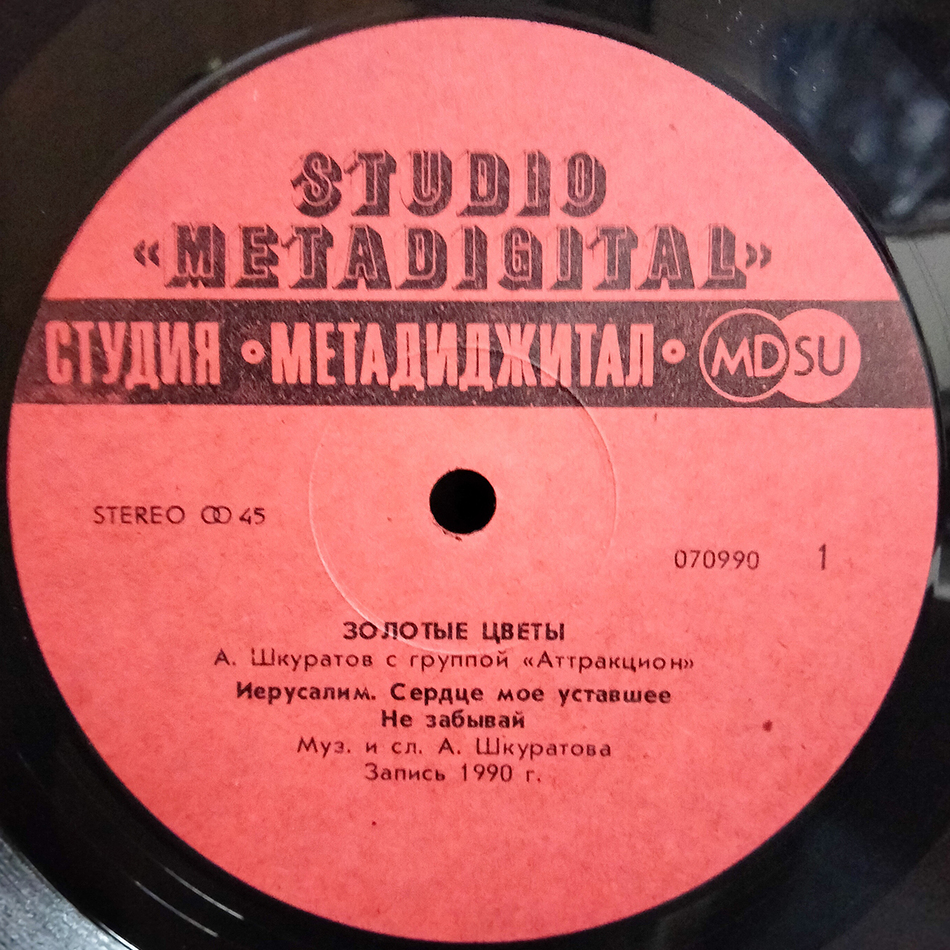 STUDIO
«METADIGITAL»
СТУДИЯ • МЕТАДИДЖИТАЛ • MDSU
STEREO ꝏ 45
070990 1
ЗОЛОТЫЕ ЦВЕТЫ
А. Шкуратов с группой «Аттракцион»
Иерусалим. Сердце мое уставшее
Не забывай
Муз. и сл. А. Шкуратова
Запись 1990 г.